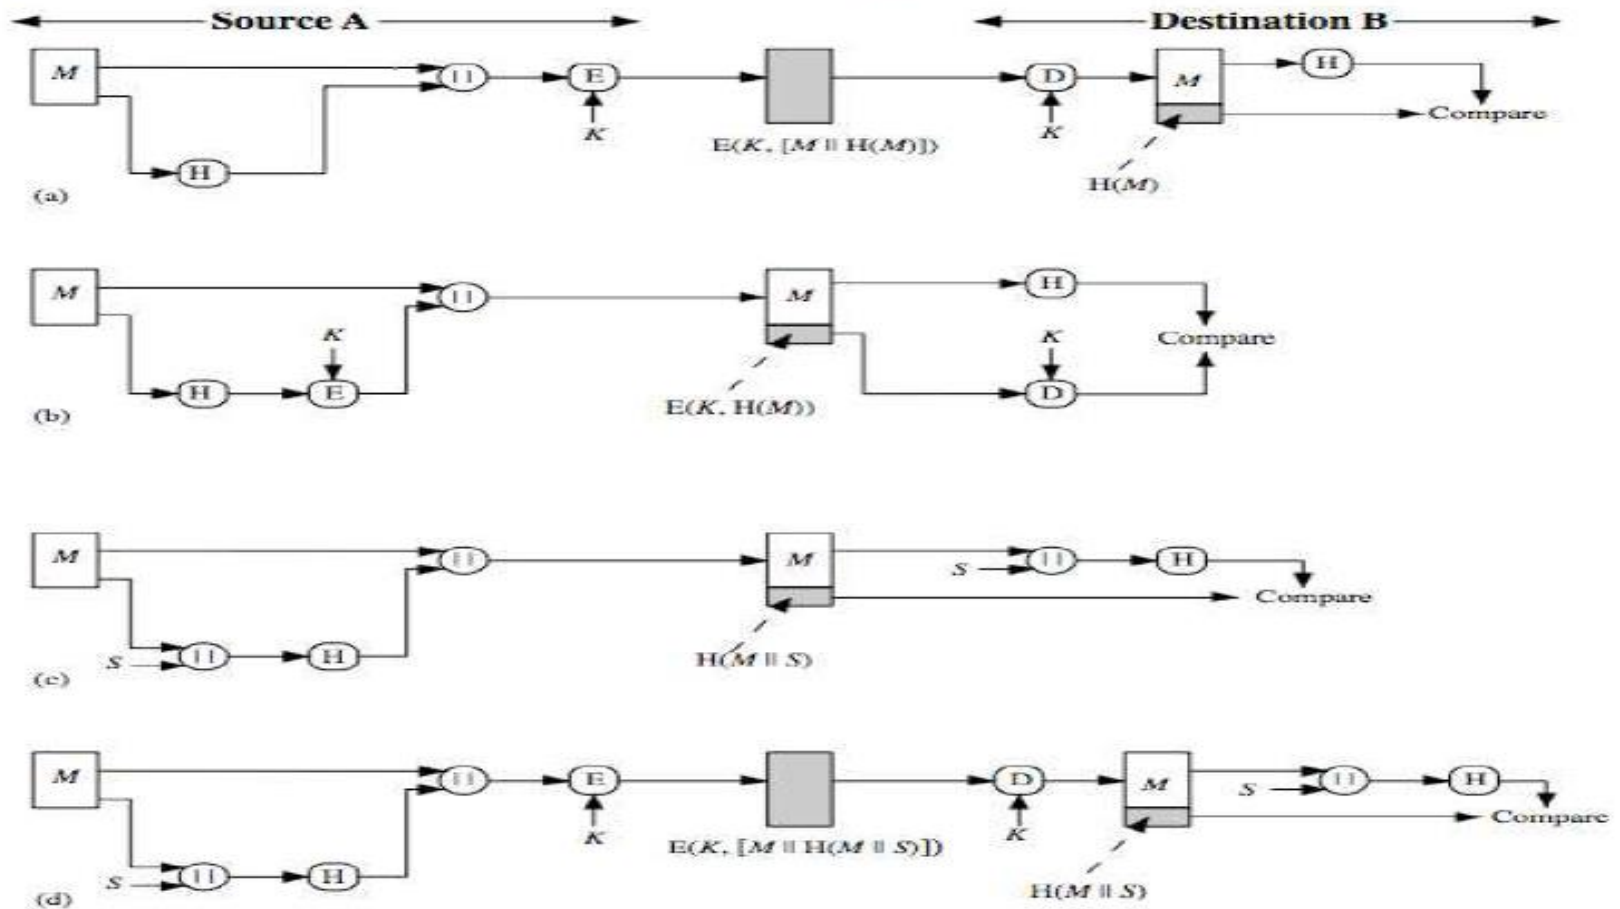 Source A Destination B
M || E D M H
K K Compare
E(K, [M || H(M)])
H H(M)
(a)
M || M H
K K Compare
H E D
E(K, H(M))
(b)
M || M S || H
Compare
S || H H(M || S)
(c)
M || E D M S || H
K K Compare
E(K, [M || H(M || S)])
S || H H(M || S)
(d)